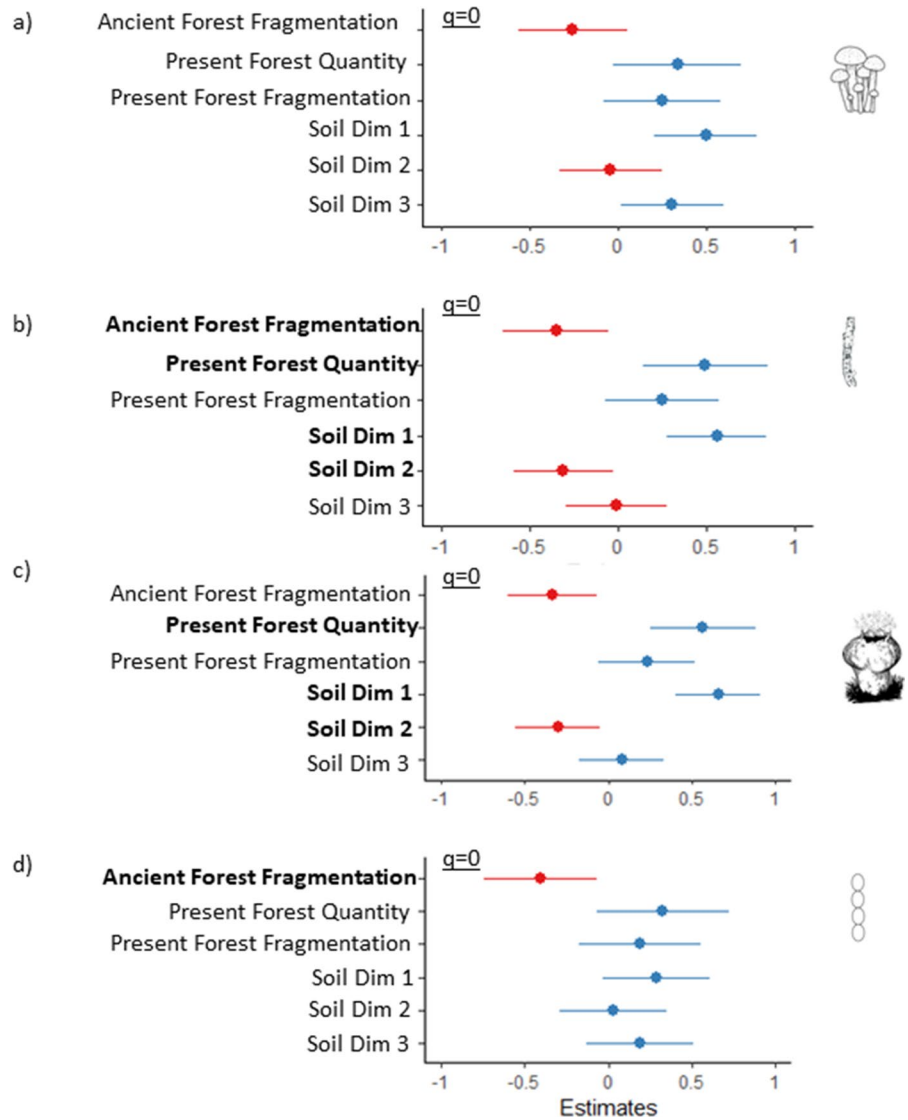 a)
Ancient Forest Fragmentation
q=0
Present Forest Quantity
Present Forest Fragmentation
Soil Dim 1
Soil Dim 2
Soil Dim 3
-1 -0.5 0 0.5 1
b)
q=0
Ancient Forest Fragmentation
Present Forest Quantity
Present Forest Fragmentation
Soil Dim 1
Soil Dim 2
Soil Dim 3
-1 -0.5 0 0.5 1
c)
q=0
Ancient Forest Fragmentation
Present Forest Quantity
Present Forest Fragmentation
Soil Dim 1
Soil Dim 2
Soil Dim 3
-1 -0.5 0 0.5 1
d)
q=0
Ancient Forest Fragmentation
Present Forest Quantity
Present Forest Fragmentation
Soil Dim 1
Soil Dim 2
Soil Dim 3
-1 -0.5 0 0.5 1
Estimates